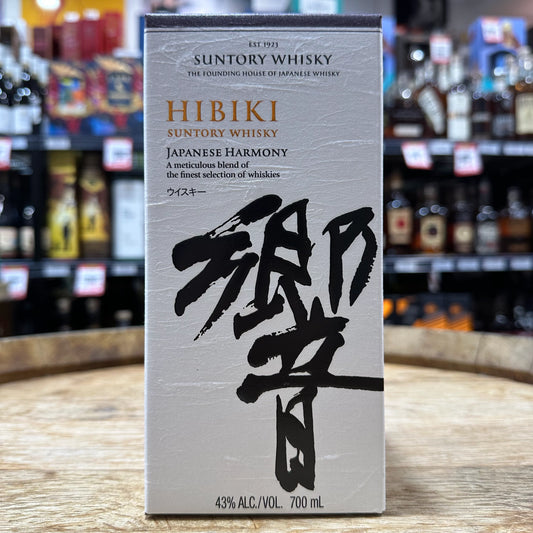 EST 1923
SUNTORY WHISKY
THE FOUNDING HOUSE OF JAPANESE WHISKY
HIBIKI
SUNTORY WHISKY
JAPANESE HARMONY
A meticulous blend of
the finest selection of whiskies
ウイスキー
響
43% ALC./VOL. 700 mL